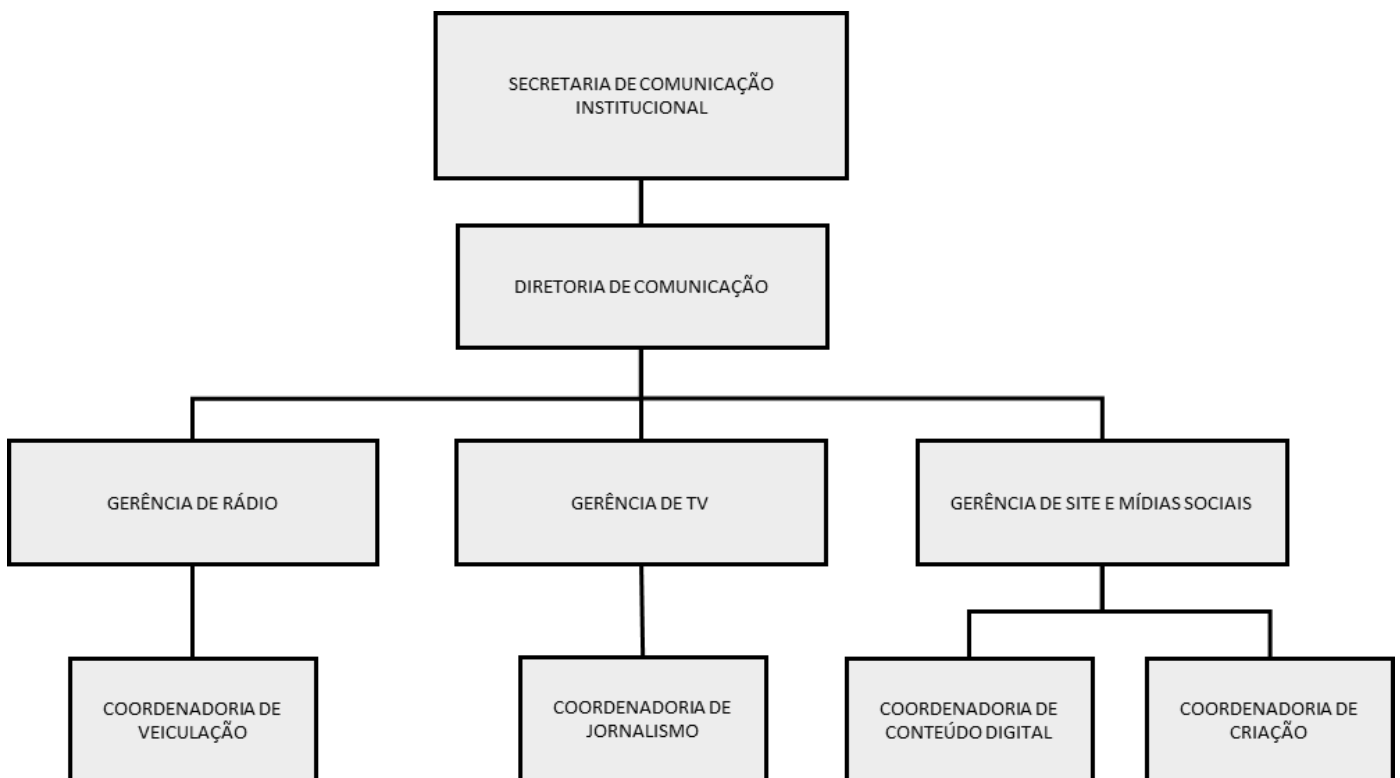 SECRETARIA DE COMUNICAÇÃO
INSTITUCIONAL
DIRETORIA DE COMUNICAÇÃO
GERÊNCIA DE RÁDIO
GERÊNCIA DE TV
GERÊNCIA DE SITE E MÍDIAS SOCIAIS
COORDENADORIA DE
VEICULAÇÃO
COORDENADORIA DE
JORNALISMO
COORDENADORIA DE
CONTEÚDO DIGITAL
COORDENADORIA DE
CRIAÇÃO